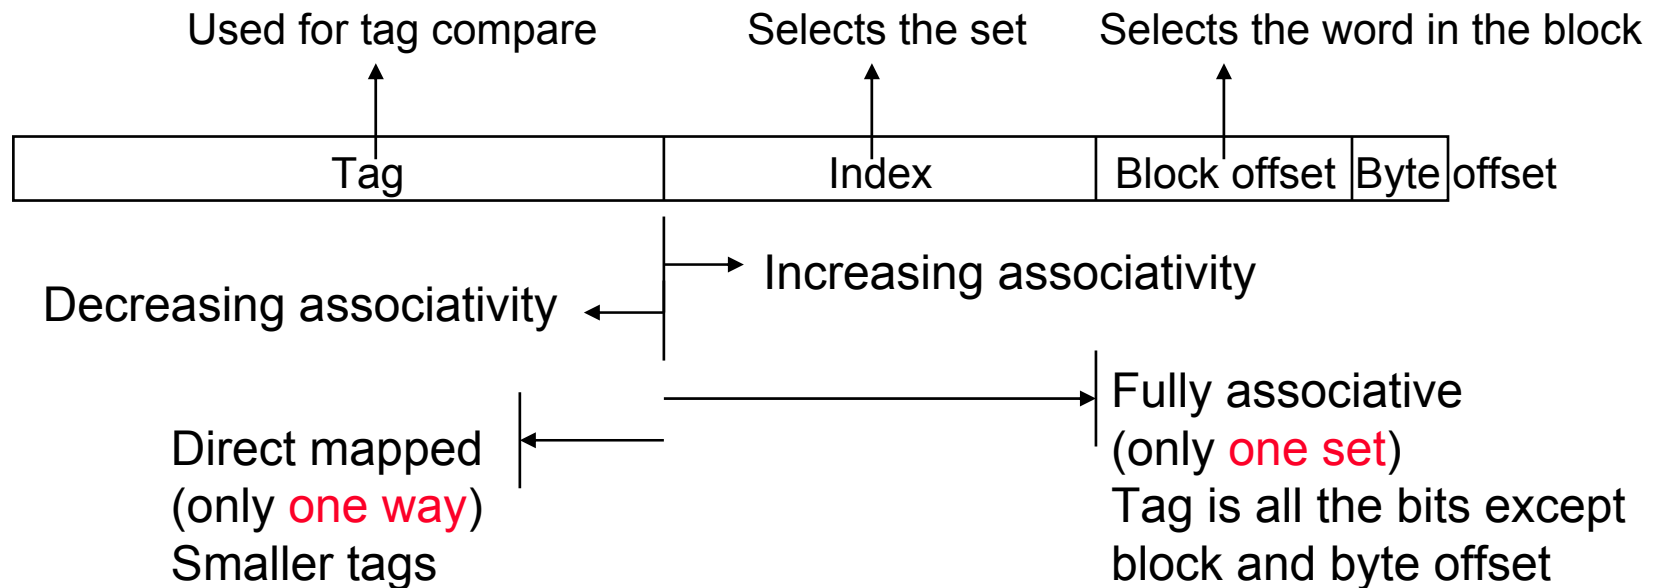 Used for tag compare
Selects the set
Selects the word in the block
Tag
Index
Block offset
Byte offset
Increasing associativity
Decreasing associativity
Fully associative
(only one set)
Tag is all the bits except
block and byte offset
Direct mapped
(only one way)
Smaller tags